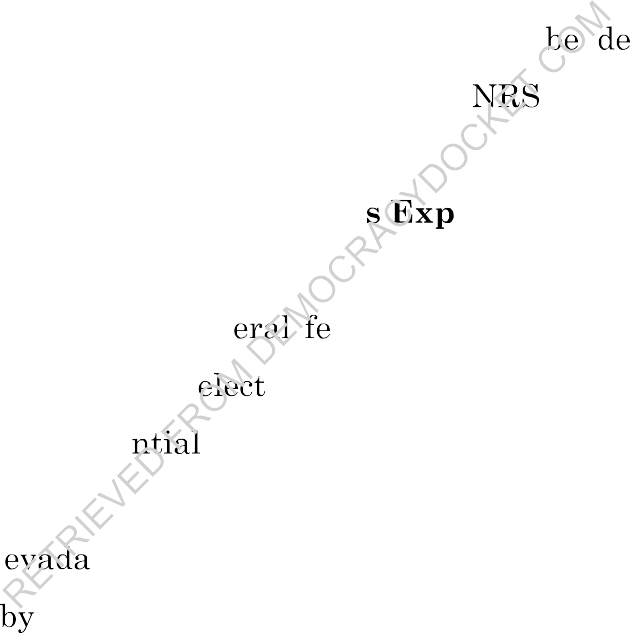 be de
NRS
s Exp
eral fe
elect
ntial
evada
by
RETRIEVED FROM DEMOCRACYDOCKET.COM